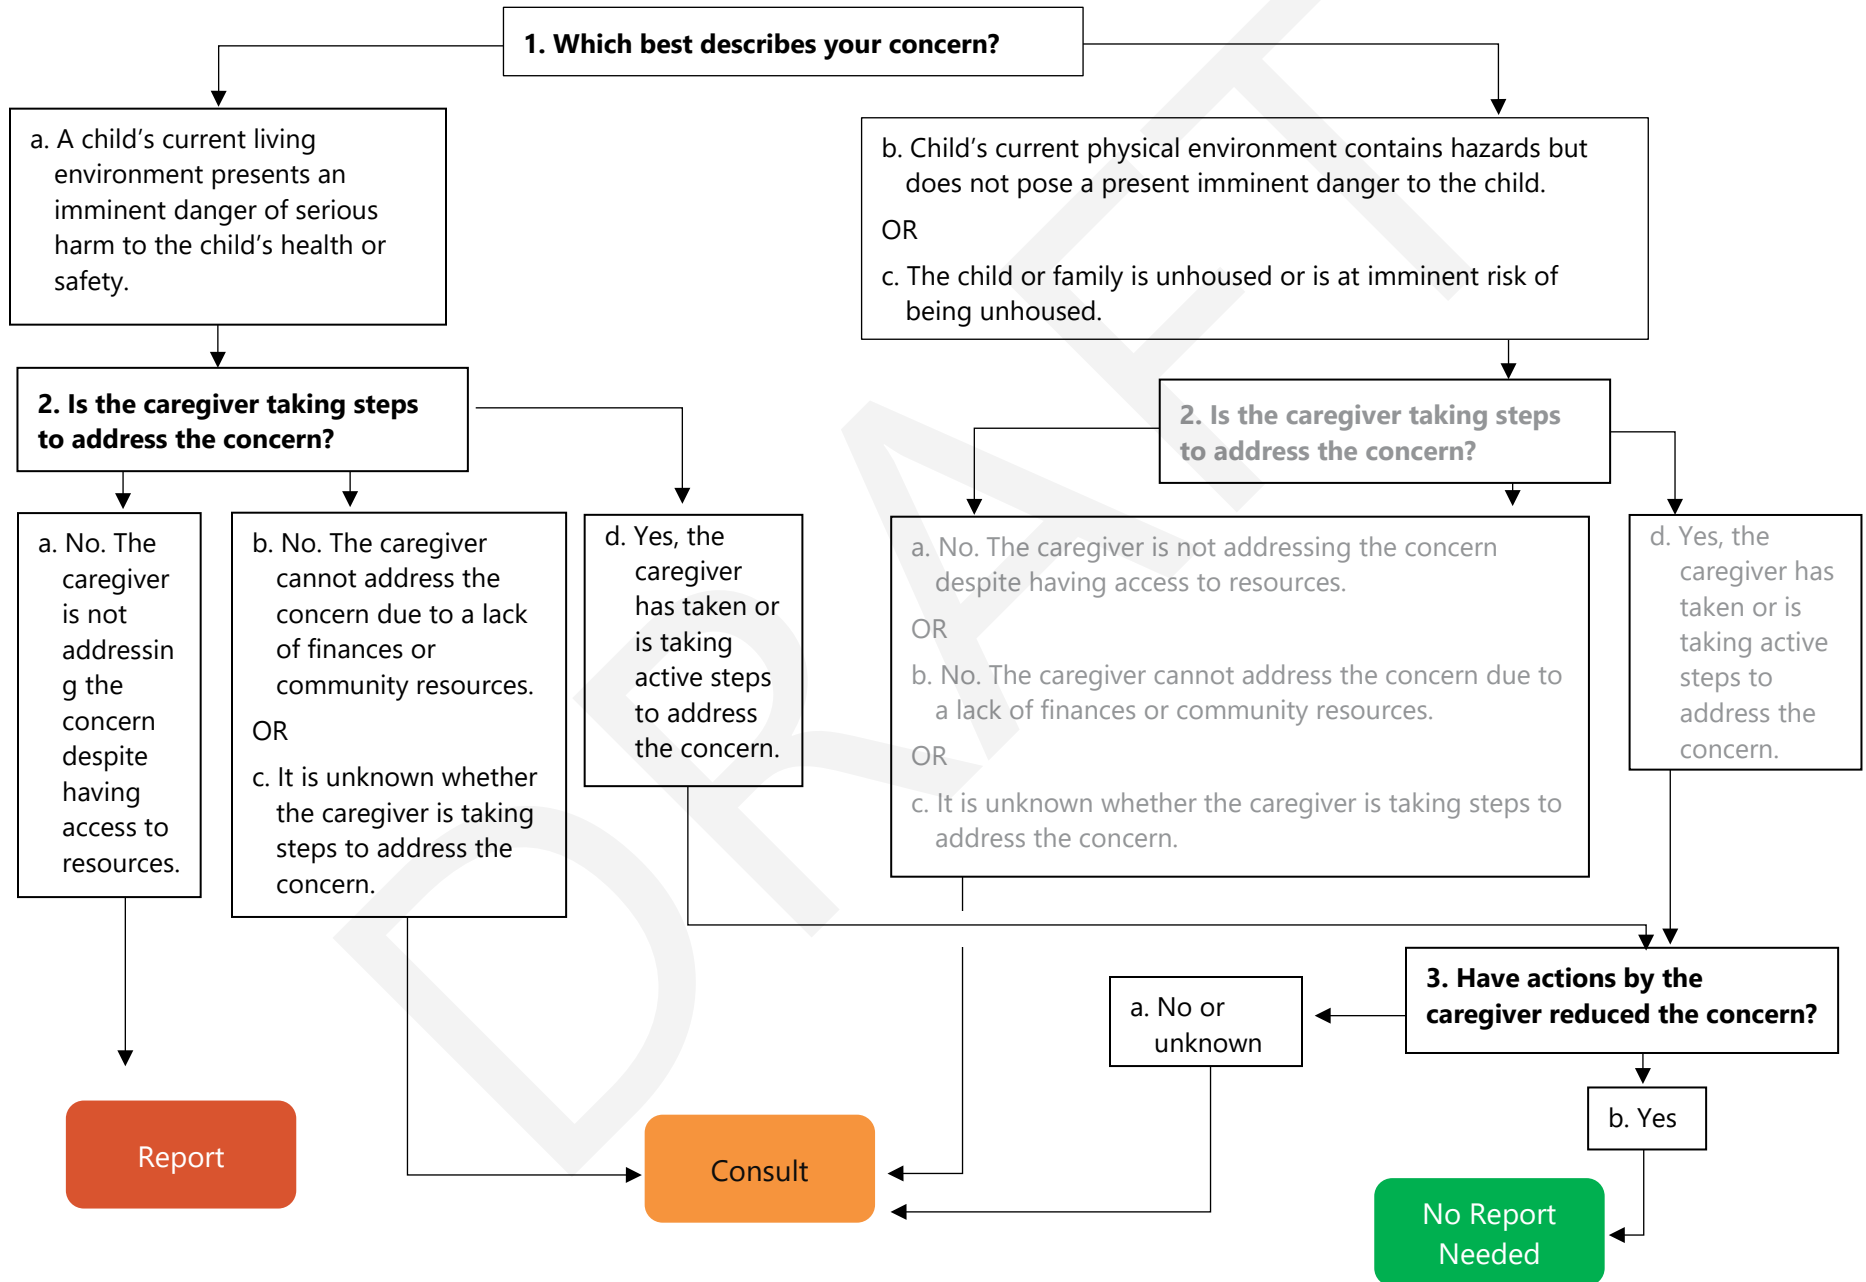 1. Which best describes your concern?
a. A child’s current living
environment presents an
imminent danger of serious
harm to the child’s health or
safety.
b. Child’s current physical environment contains hazards but
does not pose a present imminent danger to the child.
OR
c. The child or family is unhoused or is at imminent risk of
being unhoused.
2. Is the caregiver taking steps
to address the concern?
2. Is the caregiver taking steps
to address the concern?
a. No. The
caregiver
is not
addressin
g the
concern
despite
having
access to
resources.
b. No. The caregiver
cannot address the
concern due to a lack
of finances or
community resources.
OR
c. It is unknown whether
the caregiver is taking
steps to address the
concern.
d. Yes, the
caregiver
has taken or
is taking
active steps
to address
the concern.
a. No. The caregiver is not addressing the concern
despite having access to resources.
OR
b. No. The caregiver cannot address the concern due to
a lack of finances or community resources.
OR
c. It is unknown whether the caregiver is taking steps to
address the concern.
d. Yes, the
caregiver has
taken or is
taking active
steps to
address the
concern.
3. Have actions by the
caregiver reduced the concern?
a. No or
unknown
b. Yes
Report
Consult
No Report
Needed
DRAFT